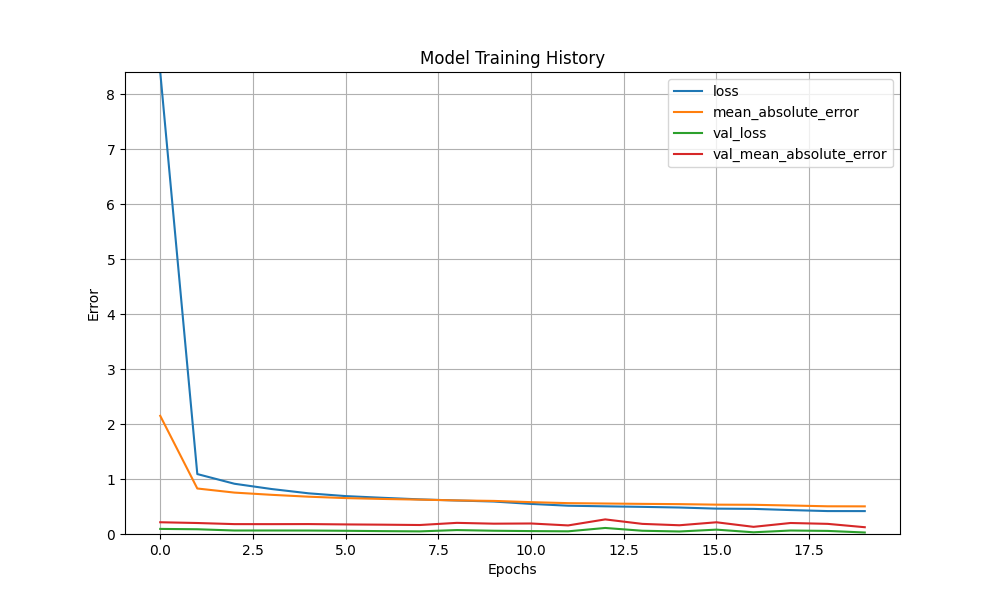 Model Training History
loss
mean_absolute_error
val_loss
val_mean_absolute_error
8
7
6
5
4
3
2
1
0
Error
0.0 2.5 5.0 7.5 10.0 12.5 15.0 17.5
Epochs